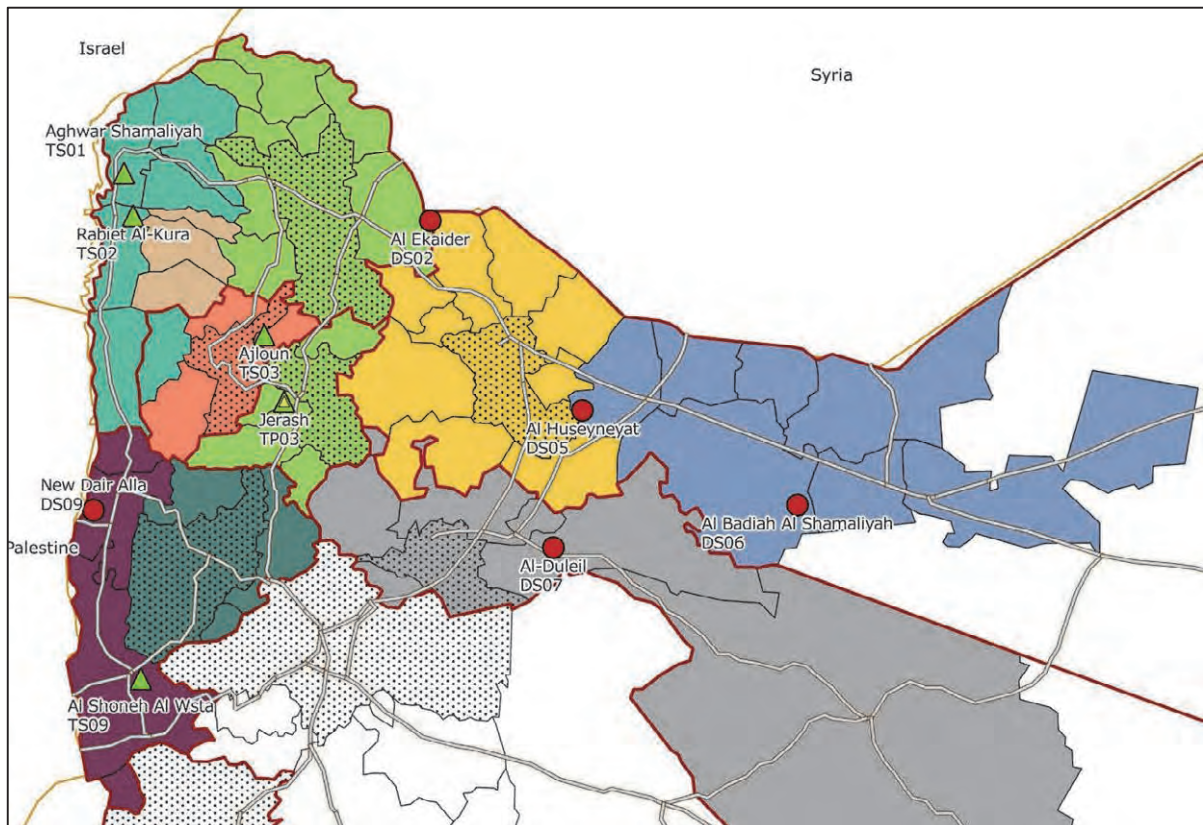 Israel
Syria
Aghwar Shamaliyah
TS01
Rabiet Al-Kura
TS02
Al Ekaider
DS02
Ajloun
TS03
Jerash
TP03
Al Huseyneyat
DS05
New Dair Alla
DS09
Al Badiah Al Shamaliyah
DS06
Palestine
Al-Duleil
DS07
Al Shoneh Al Wsta
TS09